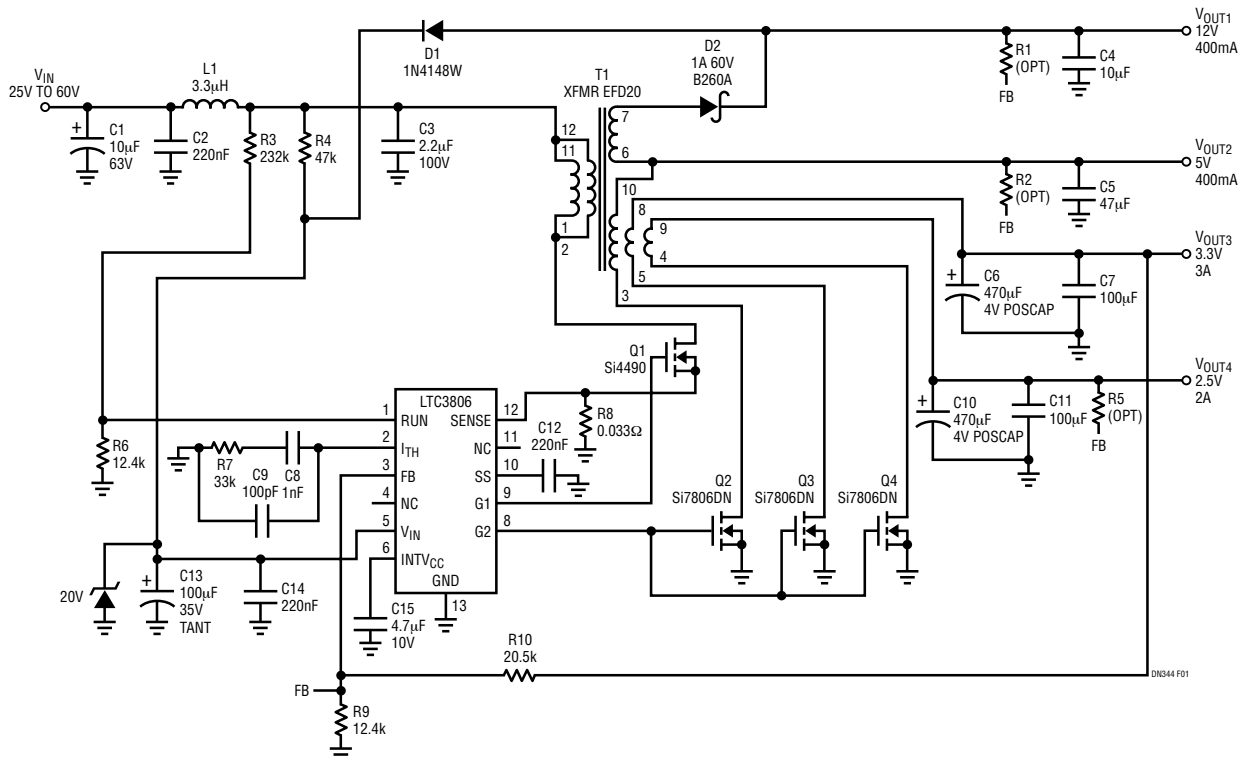 V_IN
25V TO 60V
L1
3.3µH
C1
10µF
63V
C2
220nF
R3
232k
R4
47k
C3
2.2µF
100V
D1
1N4148W
T1
XFMR EFD20
D2
1A 60V
B260A
12
11
1
2
7
6
10
8
9
4
5
3
R1
(OPT)
FB
C4
10µF
V_OUT1
12V
400mA
R2
(OPT)
FB
C5
47µF
V_OUT2
5V
400mA
C6
470µF
4V POSCAP
C7
100µF
V_OUT3
3.3V
3A
C10
470µF
4V POSCAP
C11
100µF
R5
(OPT)
FB
V_OUT4
2.5V
2A
Q1
Si4490
R8
0.033Ω
R6
12.4k
R7
33k
C8
1nF
C9
100pF
LTC3806
1 RUN
2 I_TH
3 FB
4 NC
5 V_IN
6 INTV_CC
GND
13
SENSE 12
NC 11
SS 10
G1 9
G2 8
C12
220nF
Q2
Si7806DN
Q3
Si7806DN
Q4
Si7806DN
20V
C13
100µF
35V
TANT
C14
220nF
C15
4.7µF
10V
R10
20.5k
FB
R9
12.4k
DN344 F01